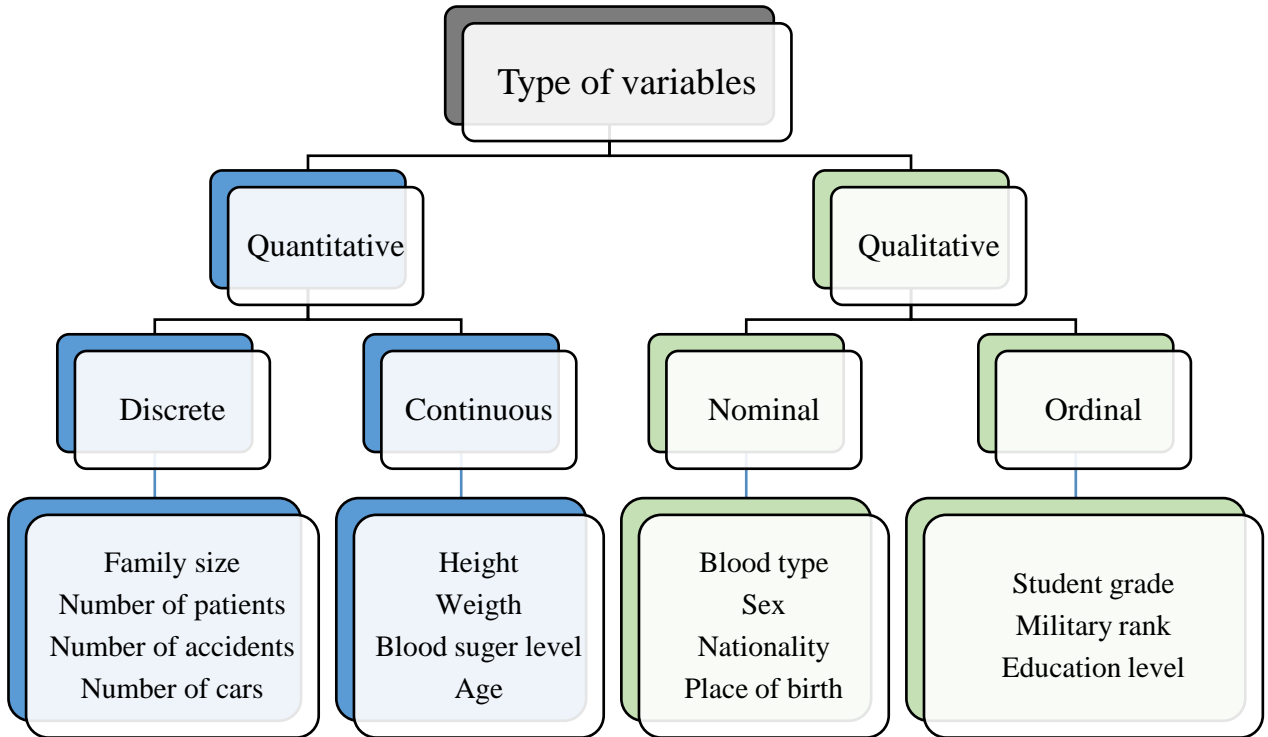 Type of variables
Quantitative
Qualitative
Discrete
Continuous
Nominal
Ordinal
Family size
Number of patients
Number of accidents
Number of cars
Height
Weigth
Blood suger level
Age
Blood type
Sex
Nationality
Place of birth
Student grade
Military rank
Education level